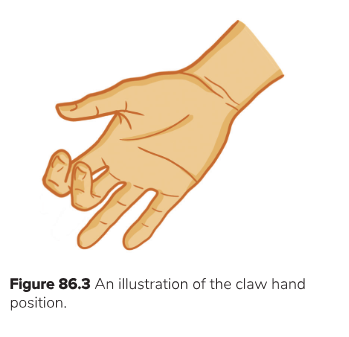 Figure 86.3 An illustration of the claw hand
position.